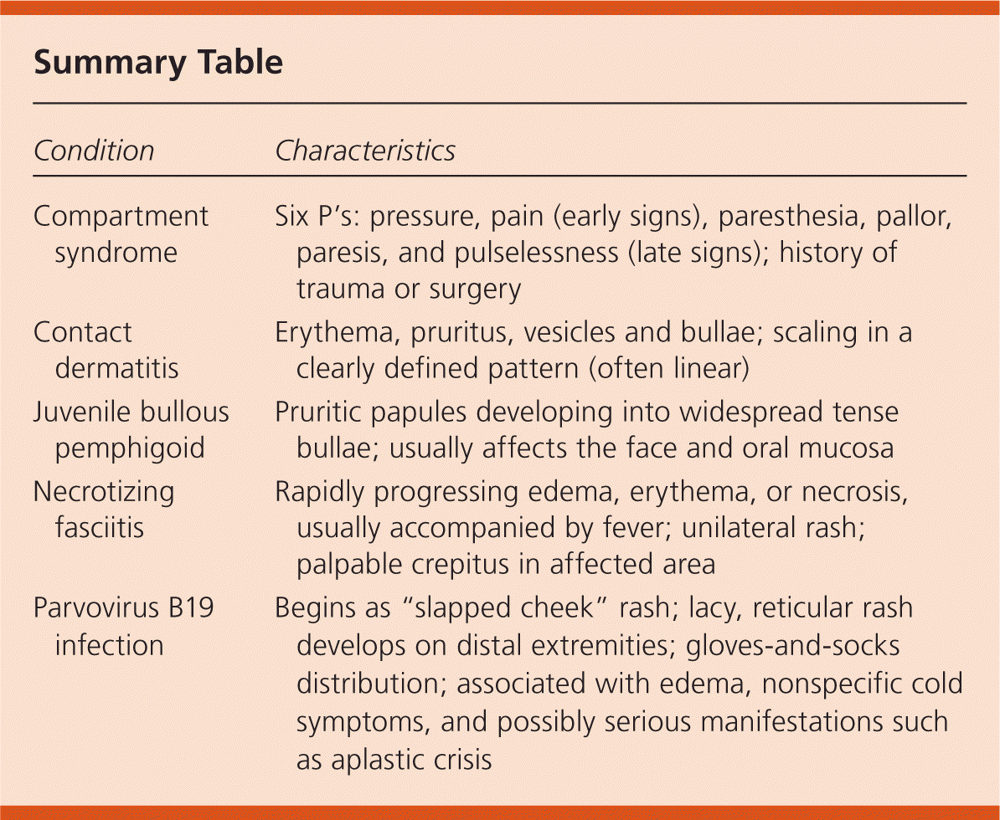 Summary Table
Condition Characteristics
Compartment syndrome
Six P’s: pressure, pain (early signs), paresthesia, pallor,
paresis, and pulselessness (late signs); history of
trauma or surgery
Contact dermatitis
Erythema, pruritus, vesicles and bullae; scaling in a
clearly defined pattern (often linear)
Juvenile bullous pemphigoid
Pruritic papules developing into widespread tense
bullae; usually affects the face and oral mucosa
Necrotizing fasciitis
Rapidly progressing edema, erythema, or necrosis,
usually accompanied by fever; unilateral rash;
palpable crepitus in affected area
Parvovirus B19 infection
Begins as “slapped cheek” rash; lacy, reticular rash
develops on distal extremities; gloves-and-socks
distribution; associated with edema, nonspecific cold
symptoms, and possibly serious manifestations such
as aplastic crisis